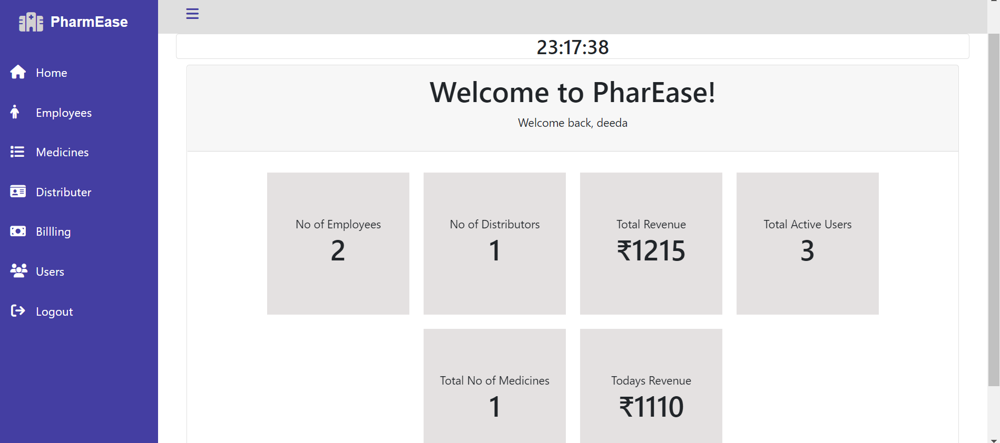 PharmEase
Home
Employees
Medicines
Distributer
Billling
Users
Logout
23:17:38
Welcome to PharEase!
Welcome back, deeda
No of Employees
2
No of Distributors
1
Total Revenue
₹1215
Total Active Users
3
Total No of Medicines
1
Todays Revenue
₹1110